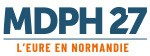 MDPH 27
L'EURE EN NORMANDIE